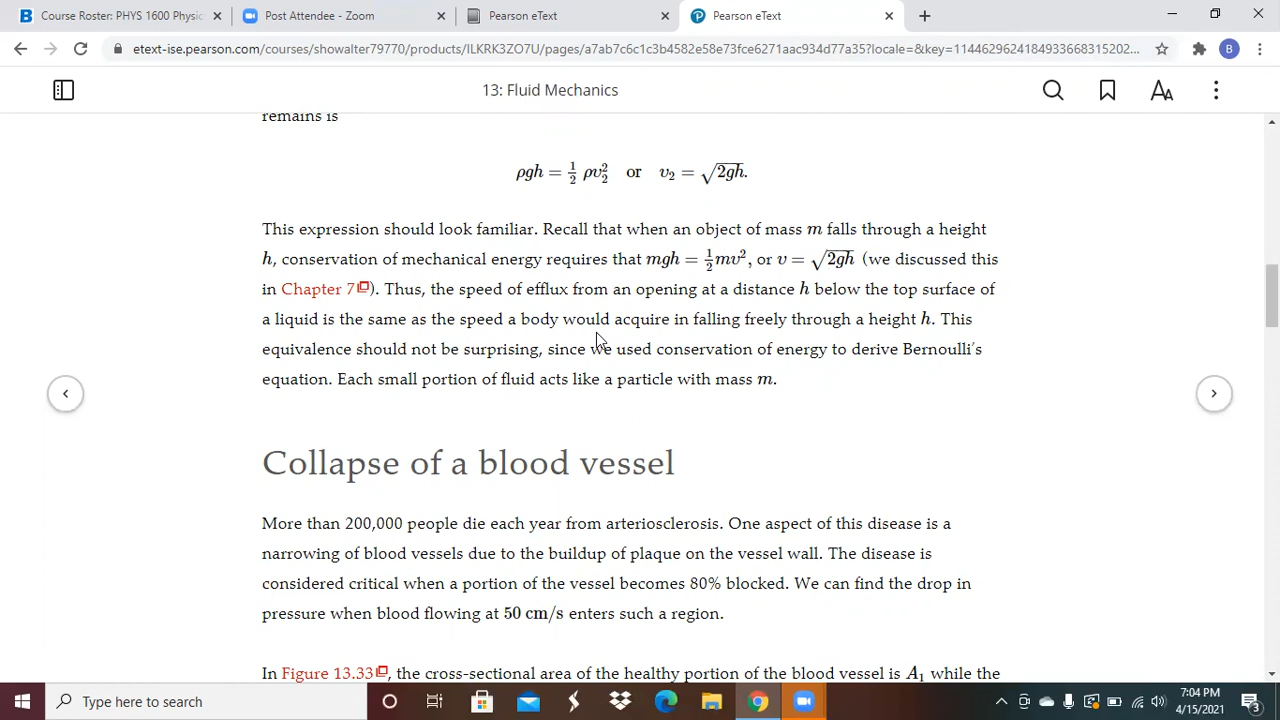 Course Roster: PHYS 1600 Physic
Post Attendee - Zoom
Pearson eText
Pearson eText
etext-ise.pearson.com/courses/showalter79770/products/ILKRK3ZO7U/pages/a7ab7c6c1c3b4582e58e73fce6271aac934d77a35?locale=&key=1144629624184933668315202...
B
13: Fluid Mechanics
remains is
ρgh = 1/2 ρv₂² or v₂ = √2gh.
This expression should look familiar. Recall that when an object of mass m falls through a height
h, conservation of mechanical energy requires that mgh = 1/2 mv², or v = √2gh (we discussed this
in Chapter 7). Thus, the speed of efflux from an opening at a distance h below the top surface of
a liquid is the same as the speed a body would acquire in falling freely through a height h. This
equivalence should not be surprising, since we used conservation of energy to derive Bernoulli's
equation. Each small portion of fluid acts like a particle with mass m.
Collapse of a blood vessel
More than 200,000 people die each year from arteriosclerosis. One aspect of this disease is a
narrowing of blood vessels due to the buildup of plaque on the vessel wall. The disease is
considered critical when a portion of the vessel becomes 80% blocked. We can find the drop in
pressure when blood flowing at 50 cm/s enters such a region.
In Figure 13.33, the cross-sectional area of the healthy portion of the blood vessel is A₁ while the
Type here to search
7:04 PM
4/15/2021
3